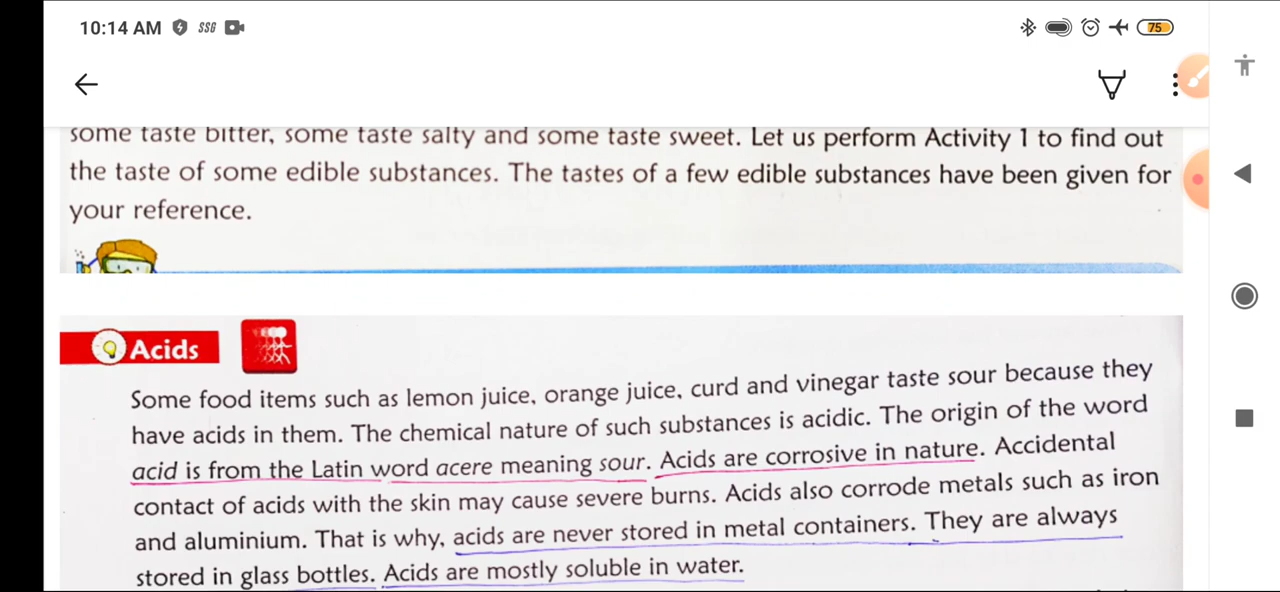 10:14 AM SSG 75
some taste bitter, some taste salty and some taste sweet. Let us perform Activity 1 to find out
the taste of some edible substances. The tastes of a few edible substances have been given for
your reference.
Acids
Some food items such as lemon juice, orange juice, curd and vinegar taste sour because they
have acids in them. The chemical nature of such substances is acidic. The origin of the word
acid is from the Latin word acere meaning sour. Acids are corrosive in nature. Accidental
contact of acids with the skin may cause severe burns. Acids also corrode metals such as iron
and aluminium. That is why, acids are never stored in metal containers. They are always
stored in glass bottles. Acids are mostly soluble in water.